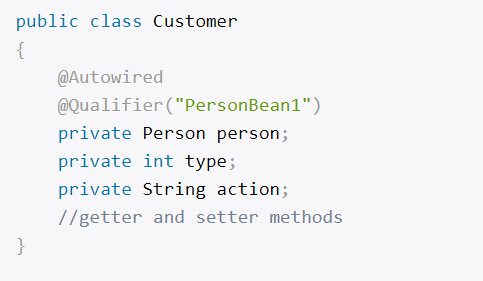 public class Customer
{
    @Autowired
    @Qualifier("PersonBean1")
    private Person person;
    private int type;
    private String action;
    //getter and setter methods
}